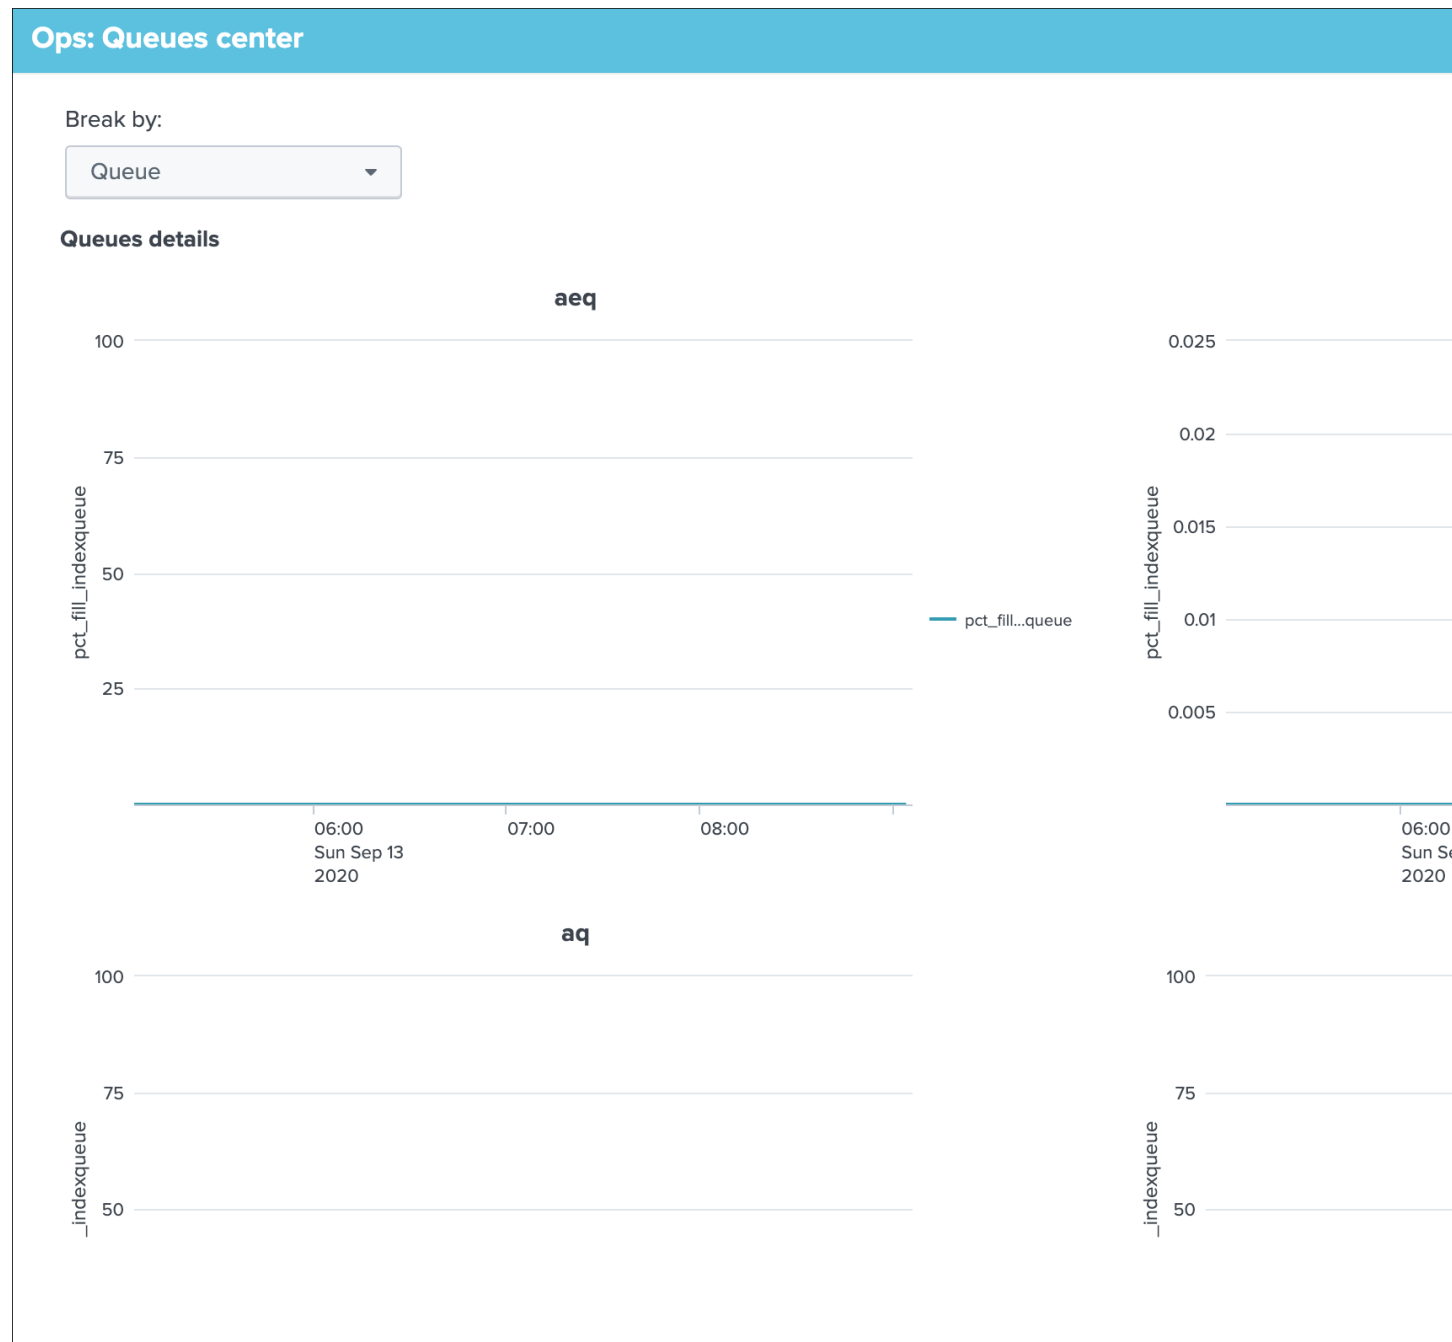 Ops: Queues center
Break by:
Queue
Queues details
aeq
100
75
50
25
pct_fill_indexqueue
pct_fill...queue
06:00
Sun Sep 13
2020
07:00
08:00
0.025
0.02
0.015
0.01
0.005
pct_fill_indexqueue
06:00
Sun Se
2020
aq
100
75
50
_indexqueue
100
75
50
_indexqueue